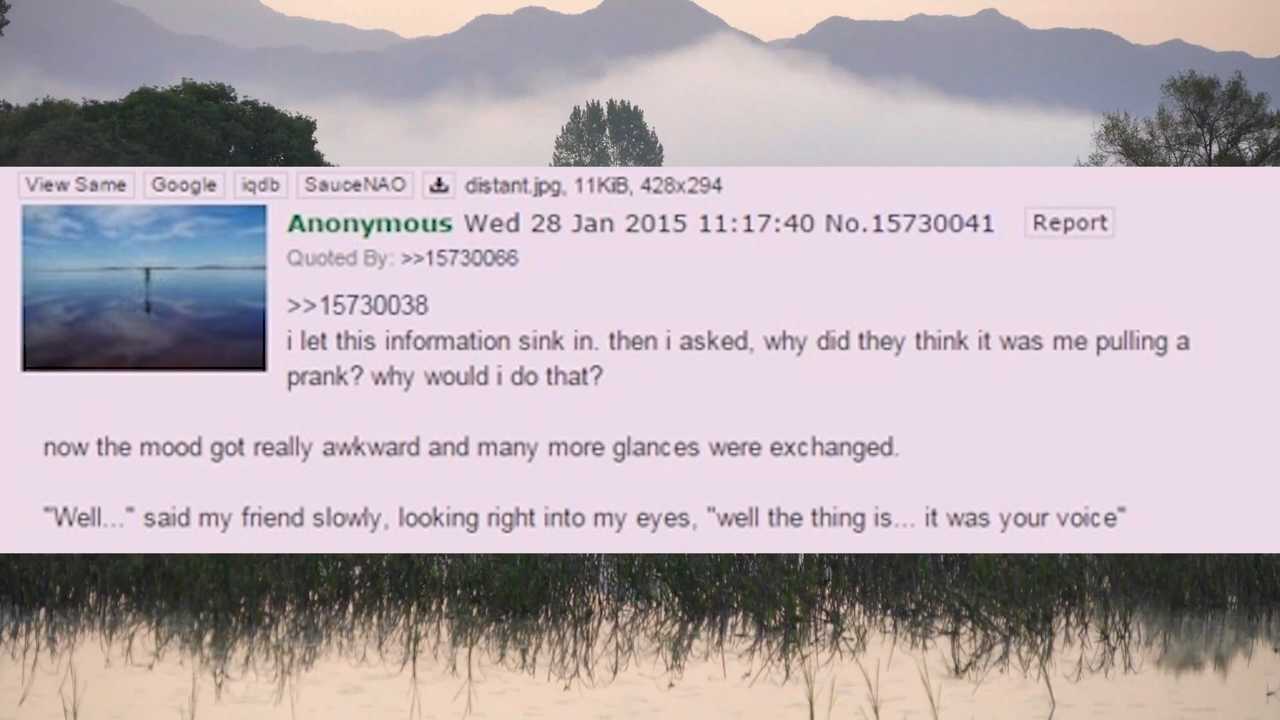 View Same Google iqdb SauceNAO distant.jpg, 11KiB, 428x294
Anonymous Wed 28 Jan 2015 11:17:40 No.15730041 Report
Quoted By: >>15730066
>>15730038
i let this information sink in. then i asked, why did they think it was me pulling a
prank? why would i do that?
now the mood got really awkward and many more glances were exchanged.
"Well..." said my friend slowly, looking right into my eyes, "well the thing is... it was your voice"